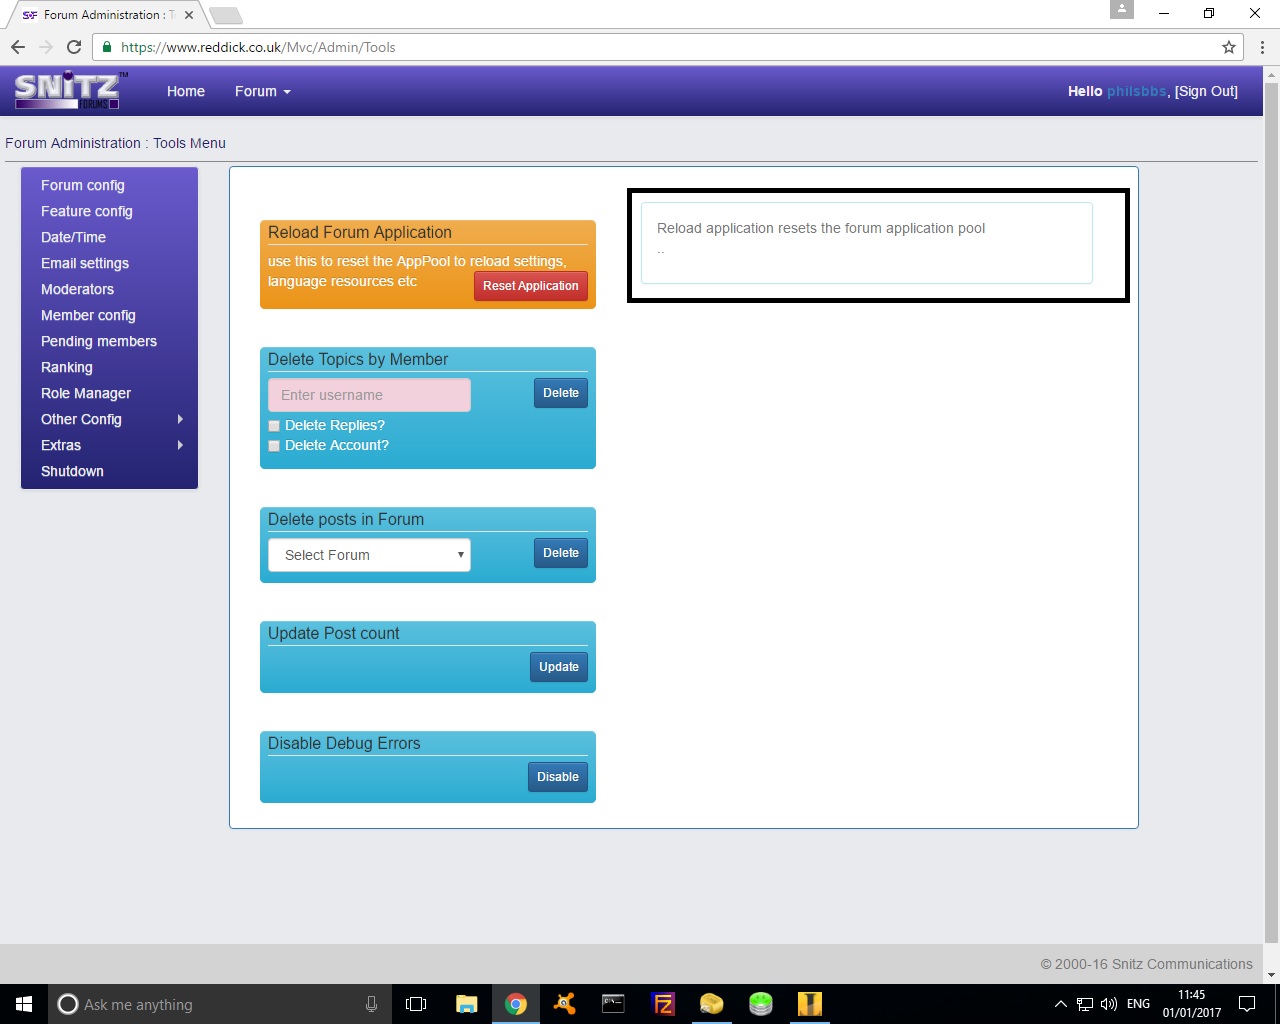 Forum Administration : T
https://www.reddick.co.uk/Mvc/Admin/Tools
SNiTZ™
FORUMS
Home
Forum
Hello philsbbs, [Sign Out]
Forum Administration : Tools Menu
Forum config
Feature config
Date/Time
Email settings
Moderators
Member config
Pending members
Ranking
Role Manager
Other Config
Extras
Shutdown
Reload Forum Application
use this to reset the AppPool to reload settings,
language resources etc
Reset Application
Delete Topics by Member
Enter username
Delete
Delete Replies?
Delete Account?
Delete posts in Forum
Select Forum
Delete
Update Post count
Update
Disable Debug Errors
Disable
Reload application resets the forum application pool
..
© 2000-16 Snitz Communications
Ask me anything
ENG
11:45
01/01/2017